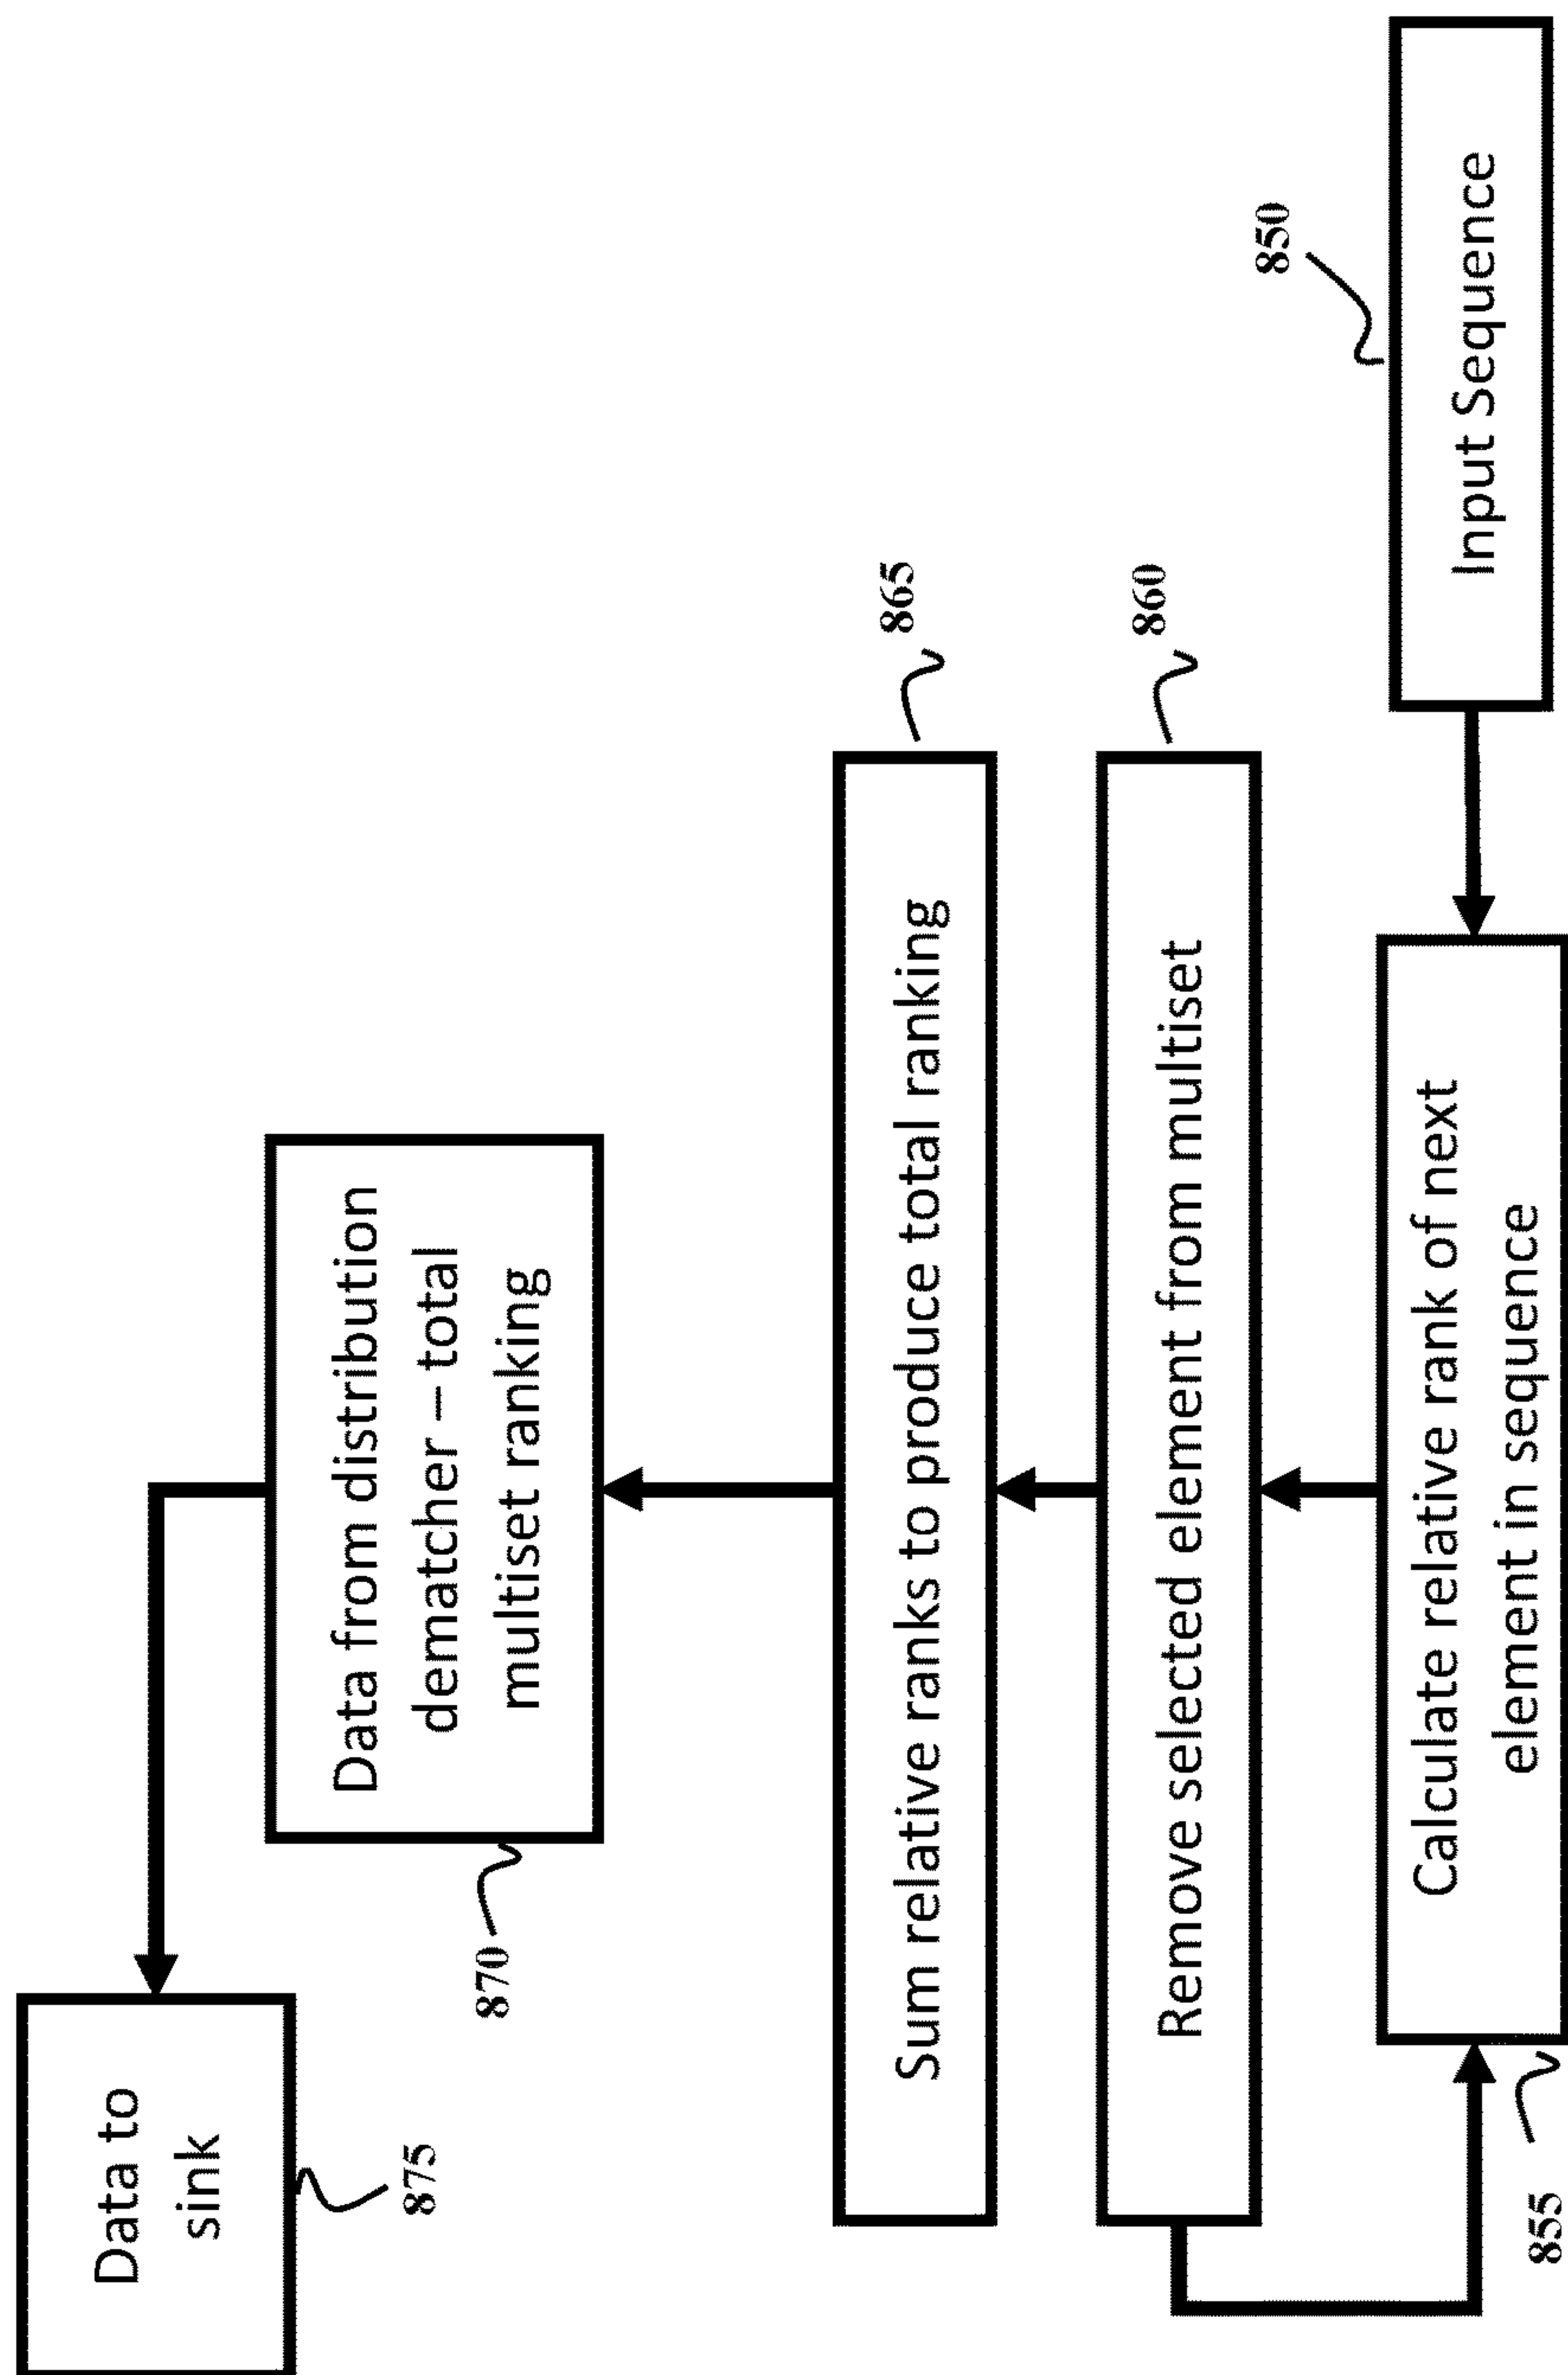 Data to
sink
875
Data from distribution
dematcher – total
multiset ranking
870
Sum relative ranks to produce total ranking
865
Remove selected element from multiset
860
Calculate relative rank of next
element in sequence
855
Input Sequence
850